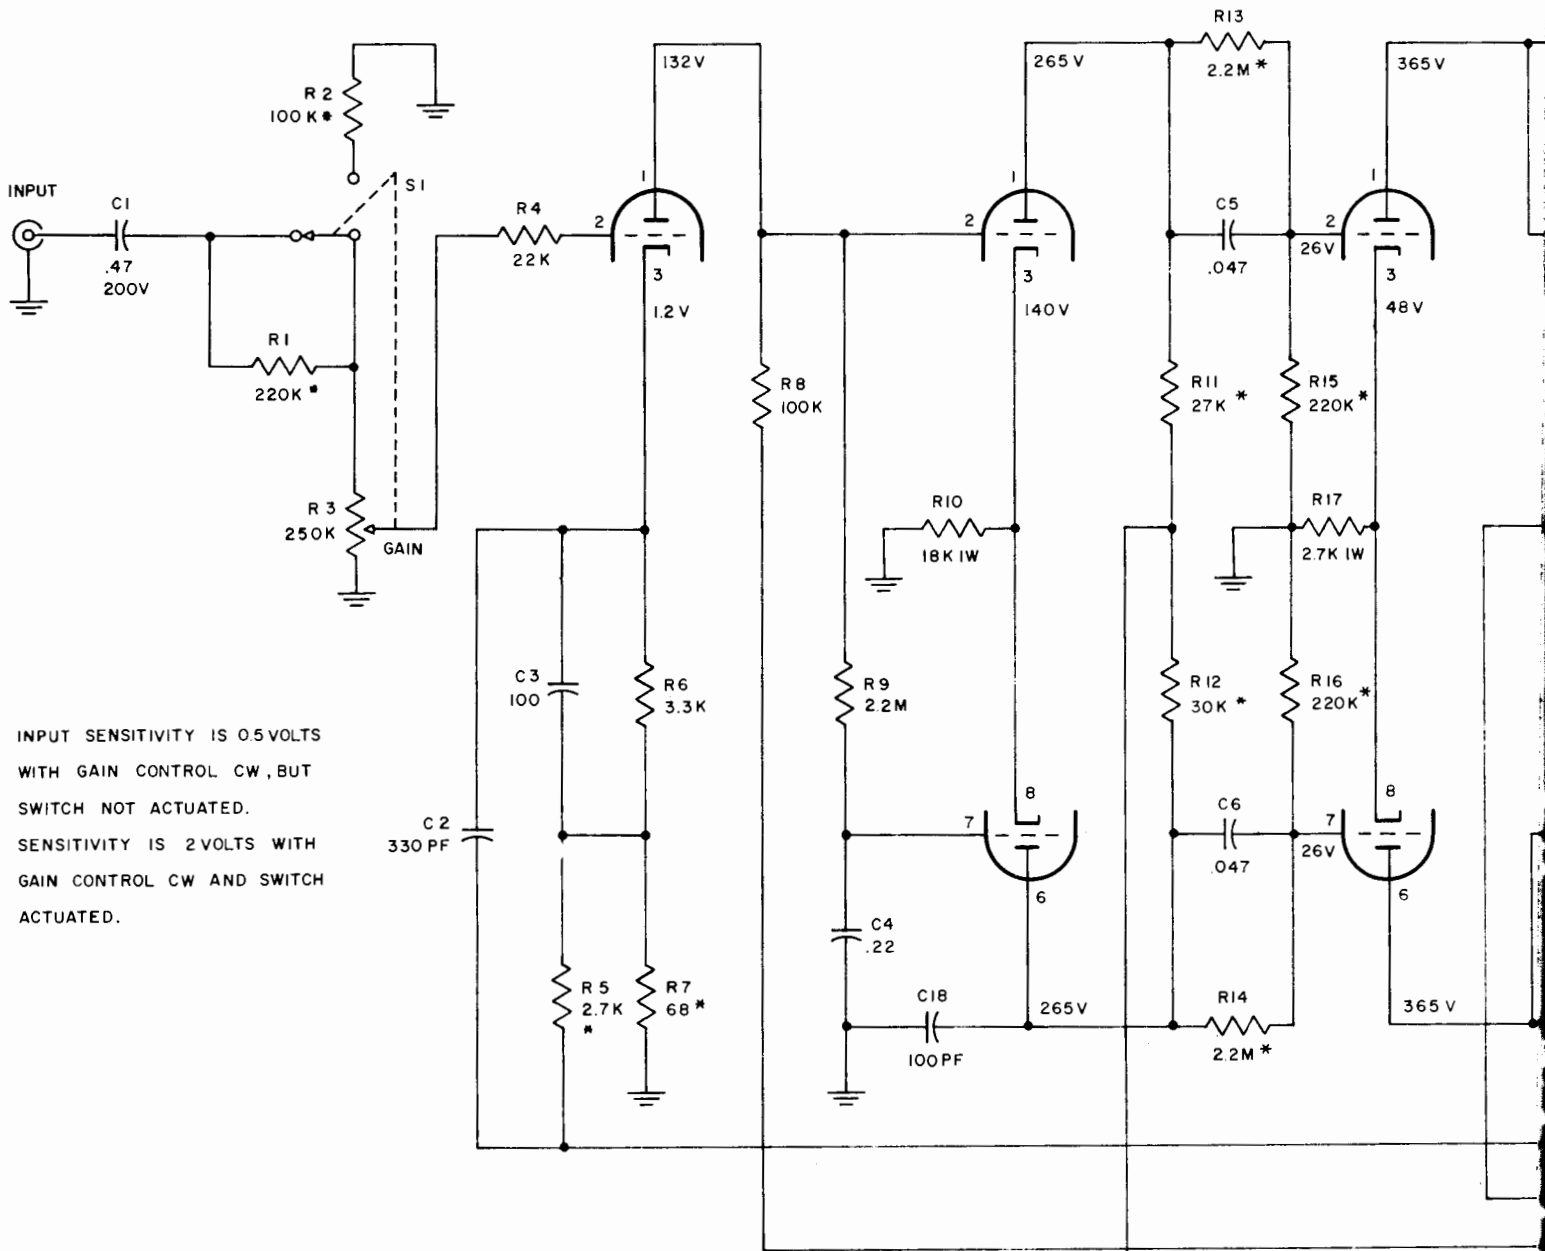 R13
2.2M *
132V
265V
365V
R2
100K*
INPUT
C1
.47
200V
S1
1
2
3
1.2V
R4
22K
1
2
3
140V
C5
.047
1
2
26V
3
48V
R1
220K*
R8
100K
R11
27K *
R15
220K*
R3
250K
GAIN
R10
18K 1W
R17
2.7K 1W
C3
100
R6
3.3K
R9
2.2M
R12
30K *
R16
220K*
INPUT SENSITIVITY IS 0.5 VOLTS
WITH GAIN CONTROL CW, BUT
SWITCH NOT ACTUATED.
SENSITIVITY IS 2 VOLTS WITH
GAIN CONTROL CW AND SWITCH
ACTUATED.
C2
330 PF
8
7
6
C6
.047
8
7
26V
6
C4
.22
R5
2.7K
*
R7
68*
C18
100PF
265V
R14
2.2M*
365V